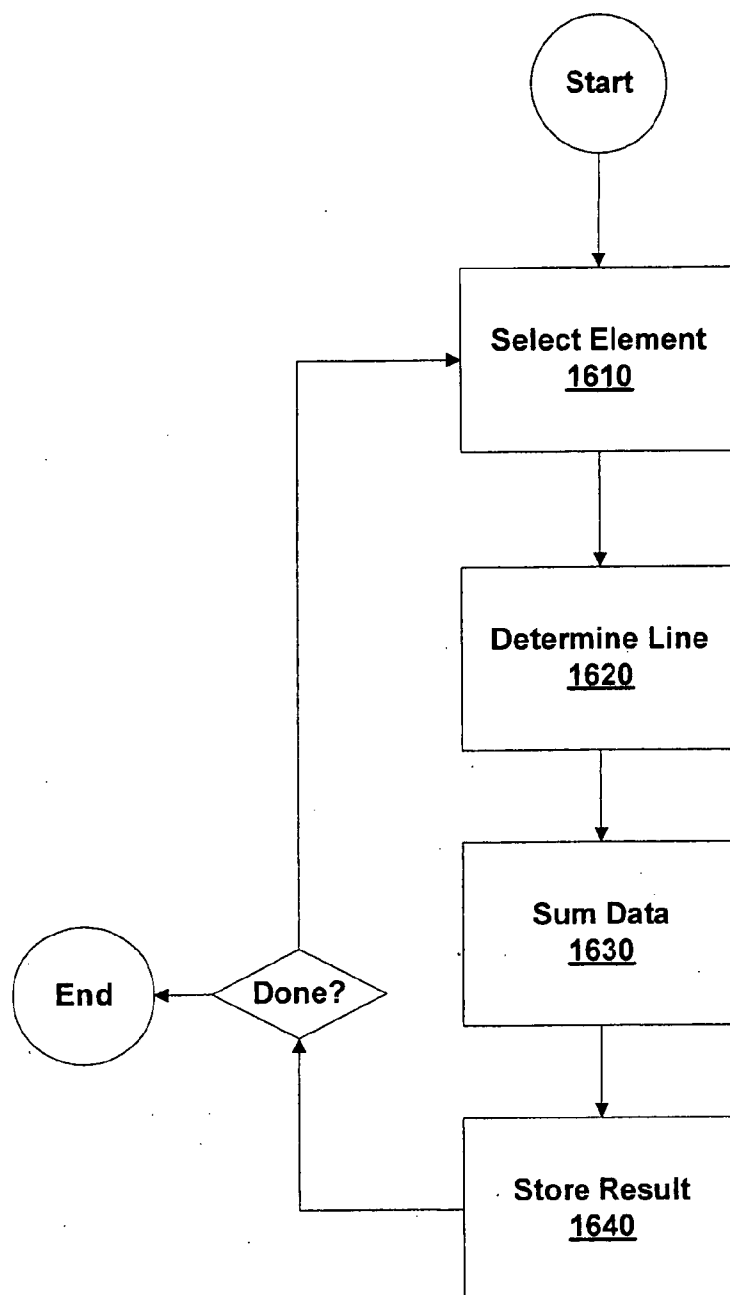 Start
Select Element
1610
Determine Line
1620
Sum Data
1630
End
Done?
Store Result
1640